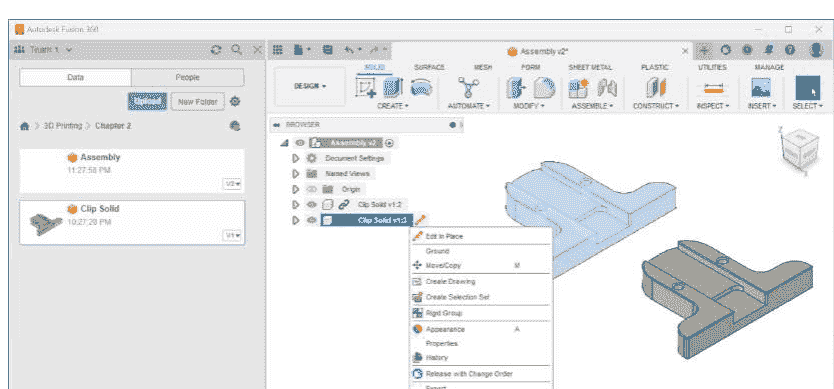 Autodesk Fusion 360
Team 1
Assembly v2*
SOLID SURFACE MESH FORM SHEET METAL PLASTIC UTILITIES MANAGE
Data People
DESIGN
Upload New Folder
CREATE AUTOMATE MODIFY ASSEMBLE CONSTRUCT INSPECT INSERT SELECT
3D Printing > Chapter 2
BROWSER
Assembly v2
Assembly
11:27:58 PM
V2
Document Settings
Named Views
Origin
Clip Solid
10:27:28 PM
V1
Clip Solid v1:2
Clip Solid v1:3
Edit In Place
Ground
Move/Copy M
Create Drawing
Create Selection Set
Rigid Group
Appearance A
Properties
History
Release with Change Order
Export